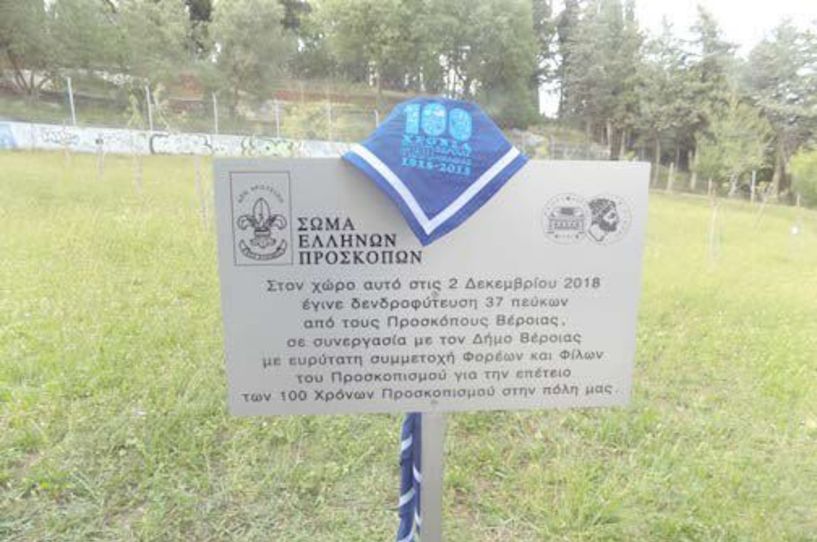 100
ΧΡΟΝΙΑ
1918-2018
ΣΩΜΑ
ΕΛΛΗΝΩΝ
ΠΡΟΣΚΟΠΩΝ
Στον χώρο αυτό στις 2 Δεκεμβρίου 2018
έγινε δενδροφύτευση 37 πεύκων
από τους Προσκόπους Βέροιας,
σε συνεργασία με τον Δήμο Βέροιας
με ευρύτατη συμμετοχή Φορέων και Φίλων
του Προσκοπισμού για την επέτειο
των 100 Χρόνων Προσκοπισμού στην πόλη μας.